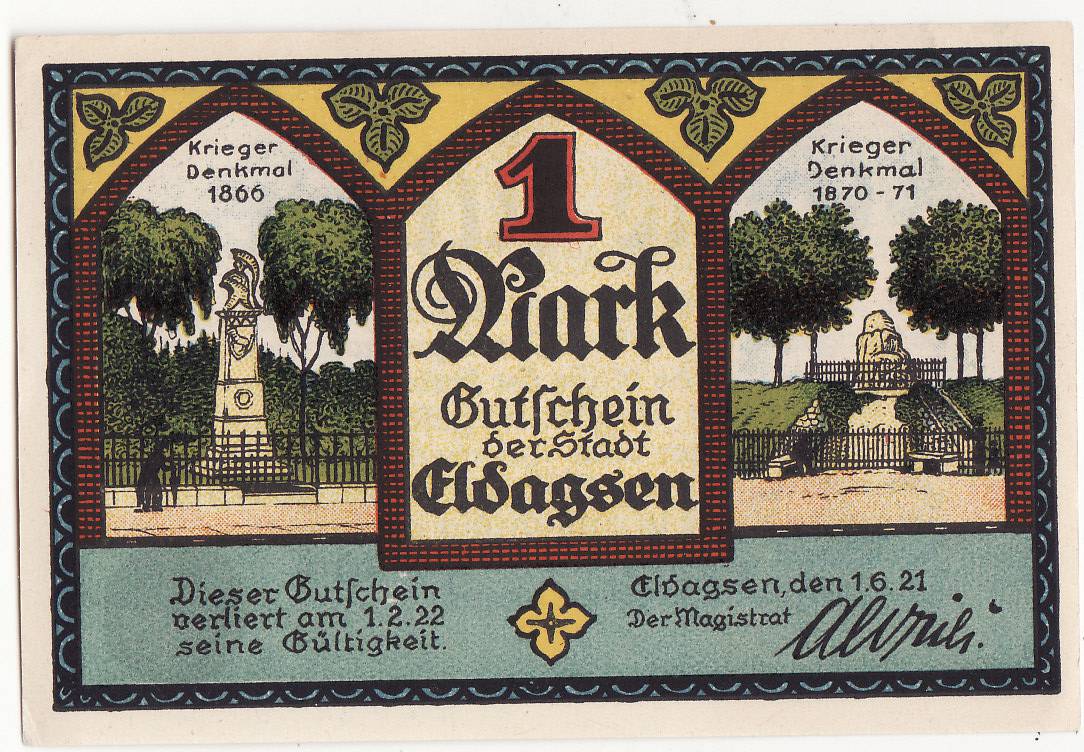 Krieger
Denkmal
1866
Krieger
Denkmal
1870-71
1
Mark
Gutſchein
der Stadt
Eldagsen
Dieser Gutſchein
verliert am 1.2.22
seine Gültigkeit.
Eldagsen, den 1.6.21
Der Magistrat